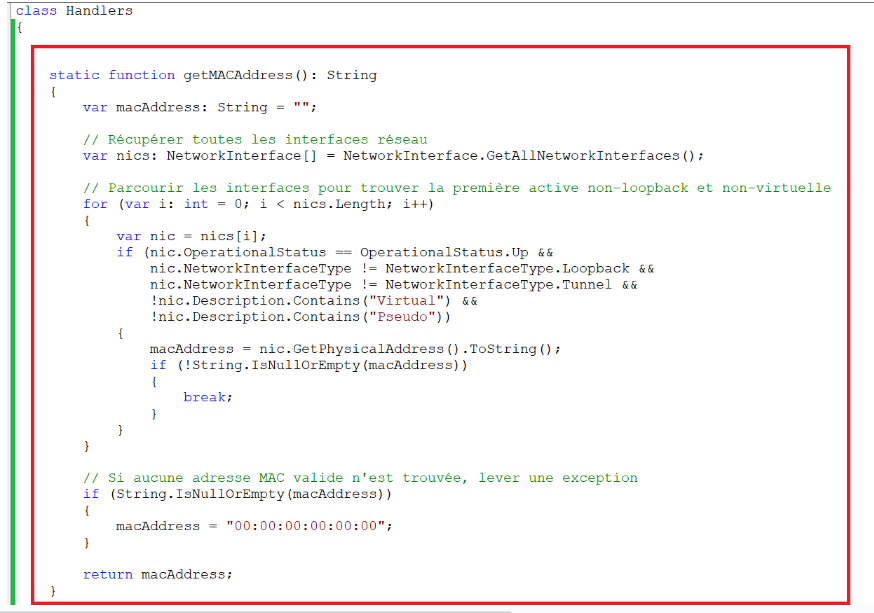 class Handlers
{
static function getMACAddress(): String
{
var macAddress: String = "";
// Récupérer toutes les interfaces réseau
var nics: NetworkInterface[] = NetworkInterface.GetAllNetworkInterfaces();
// Parcourir les interfaces pour trouver la première active non-loopback et non-virtuelle
for (var i: int = 0; i < nics.Length; i++)
{
var nic = nics[i];
if (nic.OperationalStatus == OperationalStatus.Up &&
nic.NetworkInterfaceType != NetworkInterfaceType.Loopback &&
nic.NetworkInterfaceType != NetworkInterfaceType.Tunnel &&
!nic.Description.Contains("Virtual") &&
!nic.Description.Contains("Pseudo"))
{
macAddress = nic.GetPhysicalAddress().ToString();
if (!String.IsNullOrEmpty(macAddress))
{
break;
}
}
}
// Si aucune adresse MAC valide n'est trouvée, lever une exception
if (String.IsNullOrEmpty(macAddress))
{
macAddress = "00:00:00:00:00:00";
}
return macAddress;
}